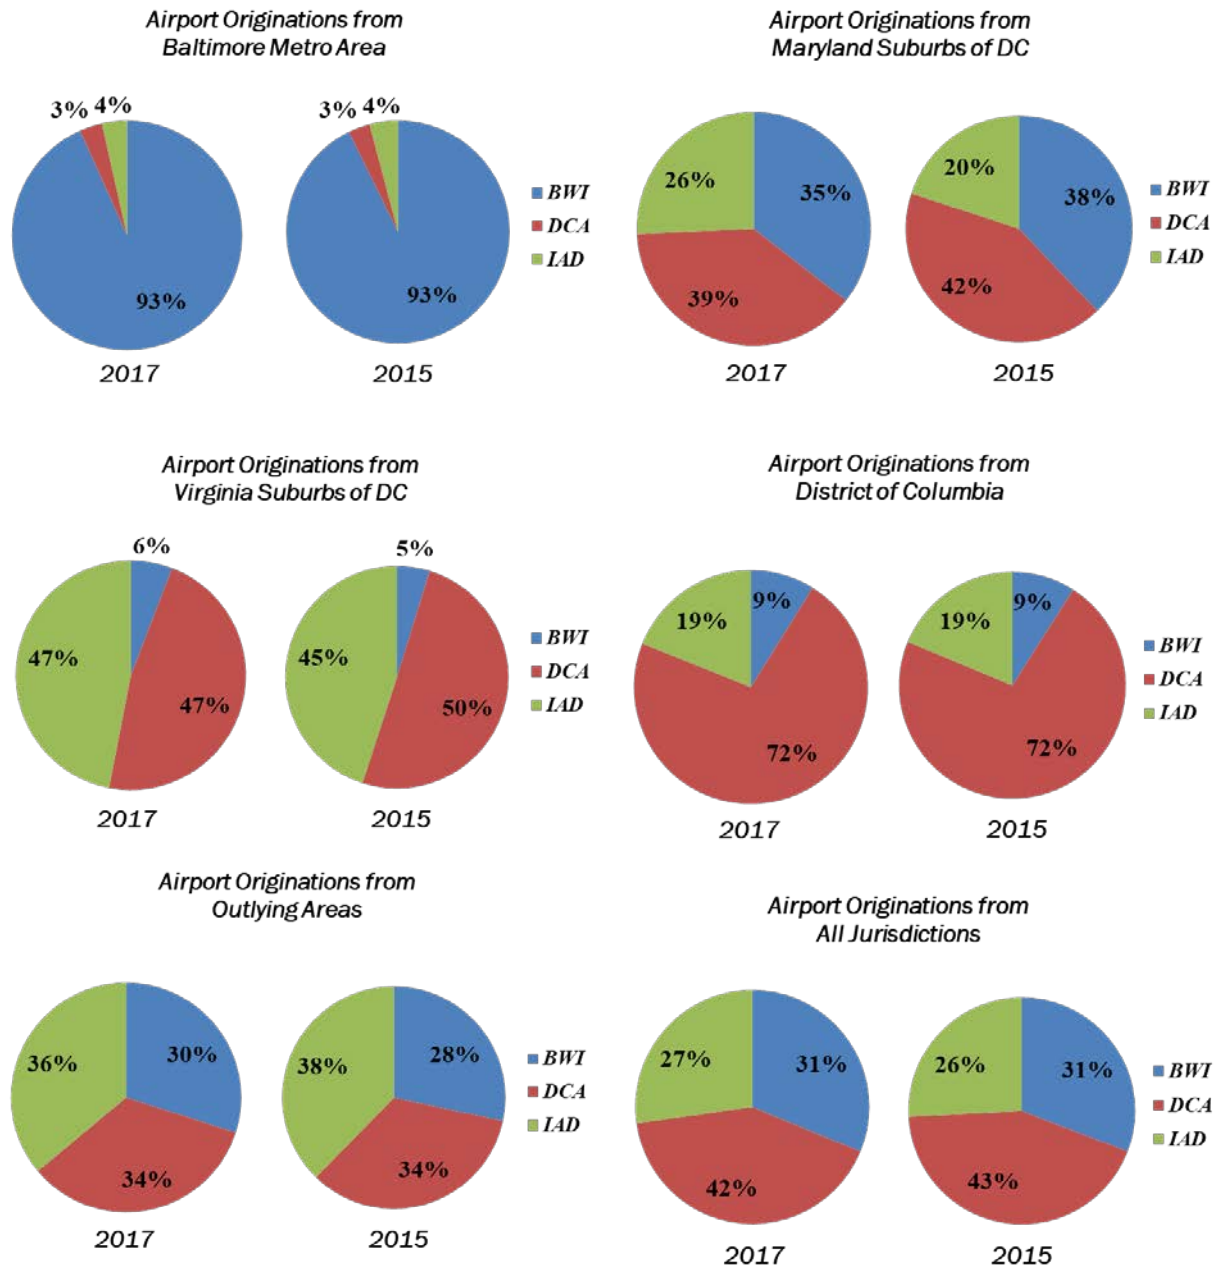 Airport Originations from
Baltimore Metro Area
3% 4%
93%
2017
3% 4%
93%
2015
BWI
DCA
IAD
Airport Originations from
Maryland Suburbs of DC
26%
35%
39%
2017
20%
38%
42%
2015
BWI
DCA
IAD
Airport Originations from
Virginia Suburbs of DC
6%
47%
47%
2017
5%
45%
50%
2015
BWI
DCA
IAD
Airport Originations from
District of Columbia
9%
19%
72%
2017
9%
19%
72%
2015
BWI
DCA
IAD
Airport Originations from
Outlying Areas
36%
30%
34%
2017
38%
28%
34%
2015
BWI
DCA
IAD
Airport Originations from
All Jurisdictions
27%
31%
42%
2017
26%
31%
43%
2015
BWI
DCA
IAD